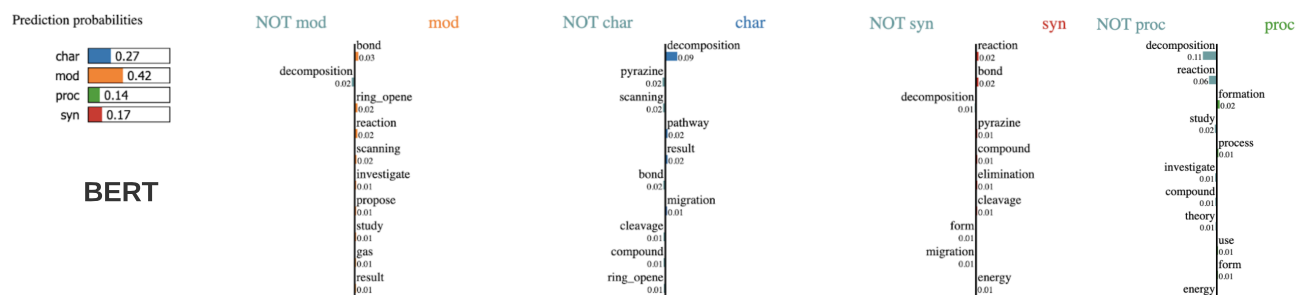 Prediction probabilities
char 0.27
mod 0.42
proc 0.14
syn 0.17
BERT
NOT mod mod
bond
0.03
decomposition
0.02
ring_opene
0.02
reaction
0.02
scanning
0.02
investigate
0.01
propose
0.01
study
0.01
gas
0.01
result
0.01
NOT char char
decomposition
0.09
pyrazine
0.02
scanning
0.02
pathway
0.02
result
0.02
bond
0.02
migration
0.01
cleavage
0.01
compound
0.01
ring_opene
0.01
NOT syn syn
reaction
0.02
bond
0.02
decomposition
0.01
pyrazine
0.01
compound
0.01
elimination
0.01
cleavage
0.01
form
0.01
migration
0.01
energy
0.01
NOT proc proc
decomposition
0.11
reaction
0.06
formation
0.02
study
0.02
process
0.01
investigate
0.01
compound
0.01
theory
0.01
use
0.01
form
0.01
energy